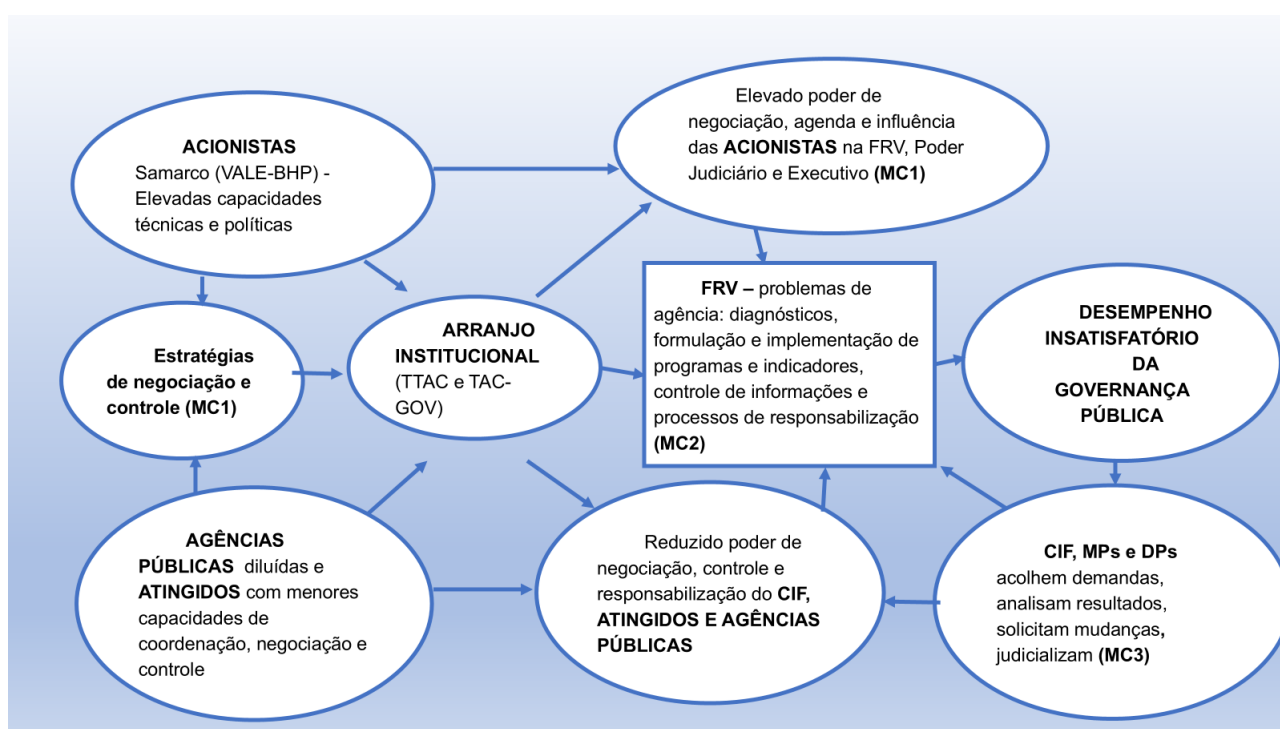 ACIONISTAS
Samarco (VALE-BHP) -
Elevadas capacidades
técnicas e políticas
Elevado poder de
negociação, agenda e influência
das ACIONISTAS na FRV, Poder
Judiciário e Executivo (MC1)
Estratégias
de negociação e
controle (MC1)
ARRANJO
INSTITUCIONAL
(TTAC e TAC-
GOV)
FRV – problemas de
agência: diagnósticos,
formulação e implementação de
programas e indicadores,
controle de informações e
processos de responsabilização
(MC2)
DESEMPENHO
INSATISFATÓRIO
DA
GOVERNANÇA
PÚBLICA
AGÊNCIAS
PÚBLICAS diluídas e
ATINGIDOS com menores
capacidades de
coordenação, negociação e
controle
Reduzido poder de
negociação, controle e
responsabilização do CIF,
ATINGIDOS E AGÊNCIAS
PÚBLICAS
CIF, MPs e DPs
acolhem demandas,
analisam resultados,
solicitam mudanças,
judicializam (MC3)